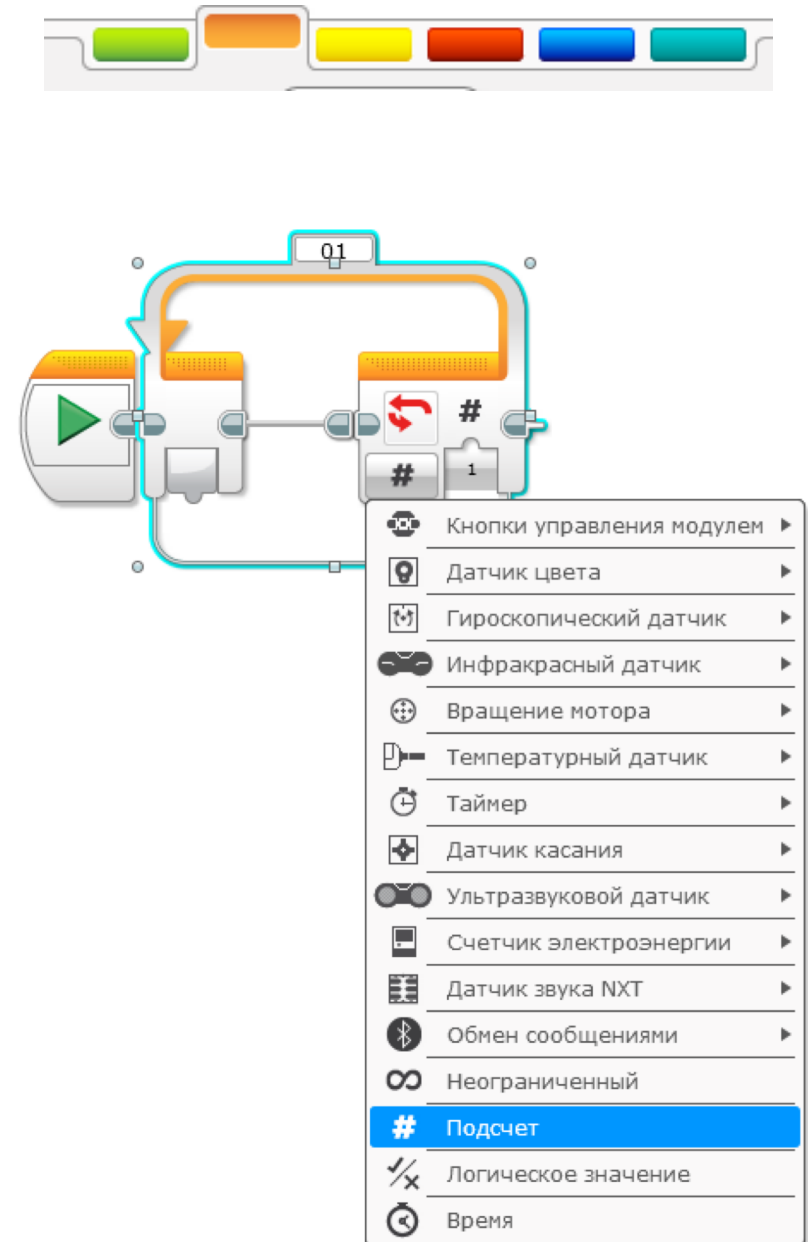 01
#
# 1
Кнопки управления модулем
Датчик цвета
Гироскопический датчик
Инфракрасный датчик
Вращение мотора
Температурный датчик
Таймер
Датчик касания
Ультразвуковой датчик
Счетчик электроэнергии
Датчик звука NXT
Обмен сообщениями
Неограниченный
# Подсчет
Логическое значение
Время